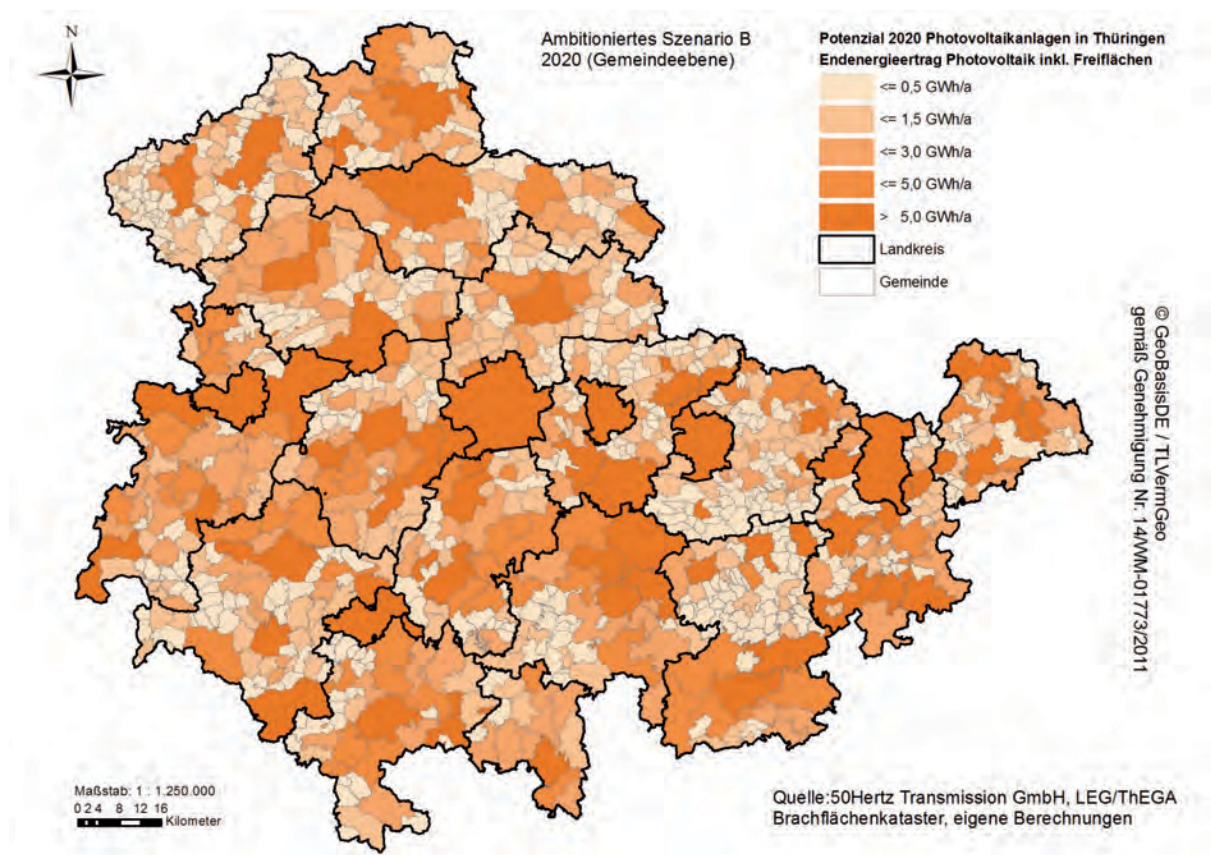 N
Ambitioniertes Szenario B
2020 (Gemeindeebene)
Potenzial 2020 Photovoltaikanlagen in Thüringen
Endenergieertrag Photovoltaik inkl. Freiflächen
<= 0,5 GWh/a
<= 1,5 GWh/a
<= 3,0 GWh/a
<= 5,0 GWh/a
> 5,0 GWh/a
Landkreis
Gemeinde
© GeoBasisDE / TLVermGeo
gemäß Genehmigung Nr. 14/VM-01773/2011
Maßstab: 1 : 1.250.000
0 2 4 8 12 16
Kilometer
Quelle:50Hertz Transmission GmbH, LEG/ThEGA
Brachflächenkataster, eigene Berechnungen